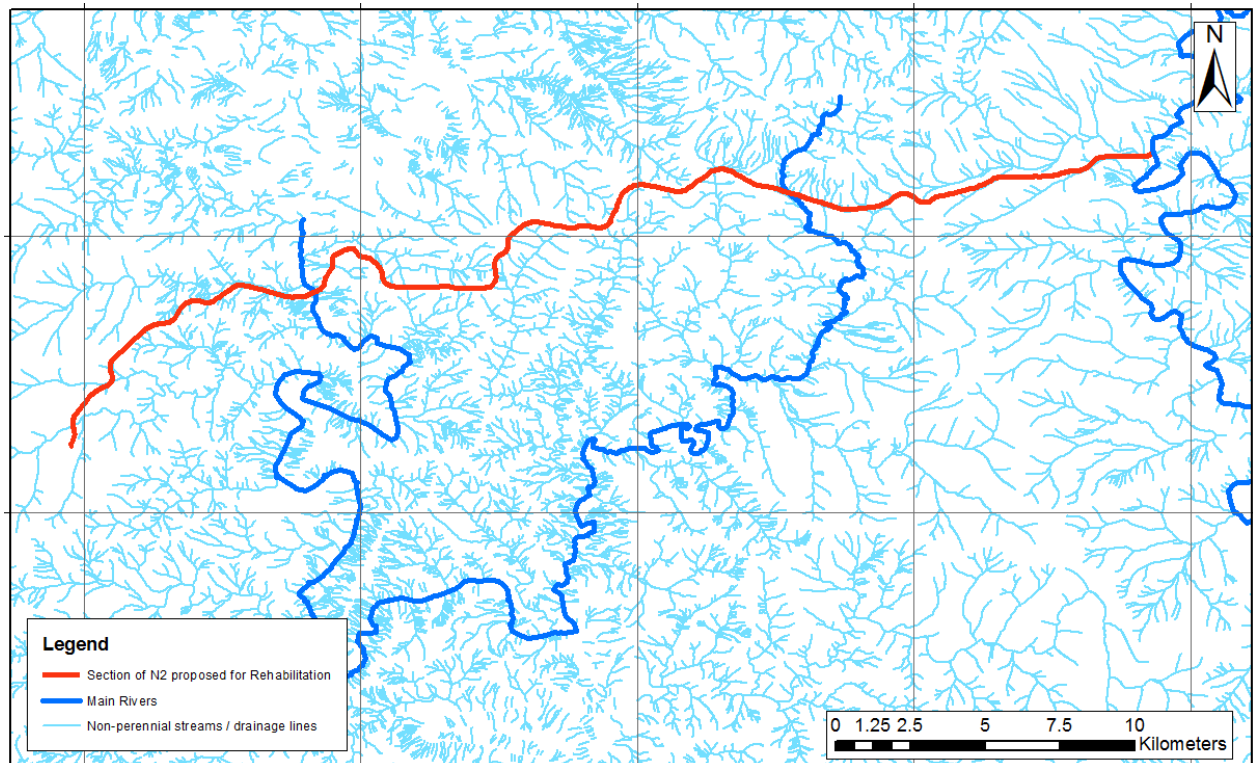 N
Legend
Section of N2 proposed for Rehabilitation
Main Rivers
Non-perennial streams / drainage lines
0 1.25 2.5 5 7.5 10
Kilometers